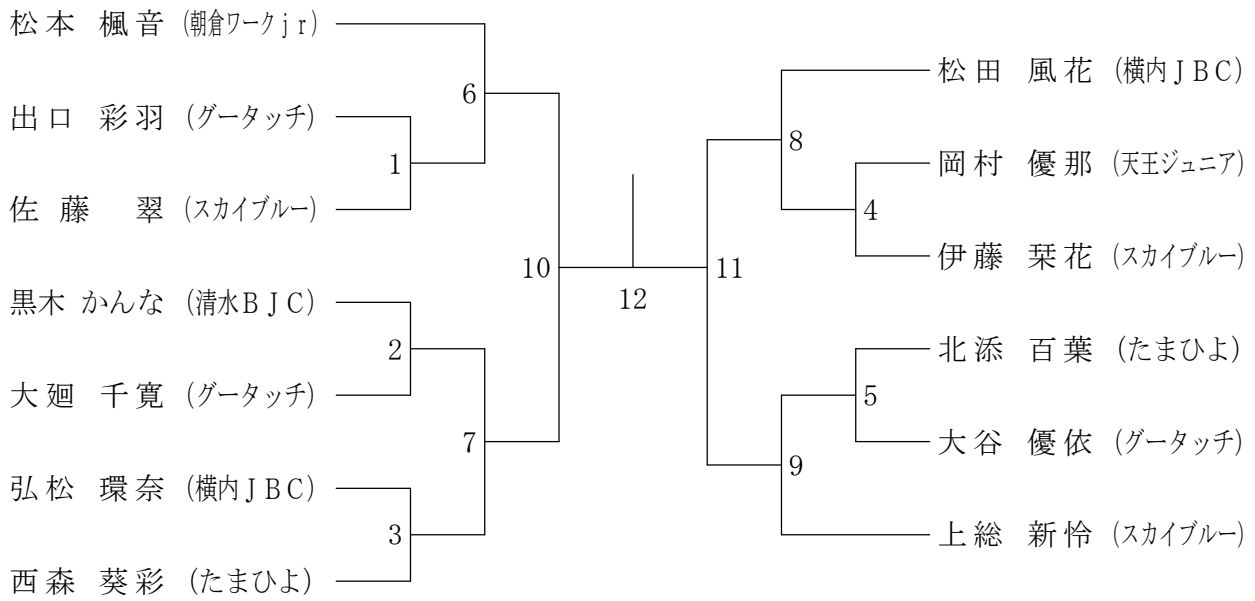 松本 楓音 (朝倉ワークjr)
出口 彩羽 (グータッチ)
佐藤 翠 (スカイブルー)
黒木 かんな (清水BJC)
大廻 千寛 (グータッチ)
弘松 環奈 (横内JBC)
西森 葵彩 (たまひよ)
1
2
3
6
7
10
12
11
8
9
4
5
松田 風花 (横内JBC)
岡村 優那 (天王ジュニア)
伊藤 栞花 (スカイブルー)
北添 百葉 (たまひよ)
大谷 優依 (グータッチ)
上総 新怜 (スカイブルー)